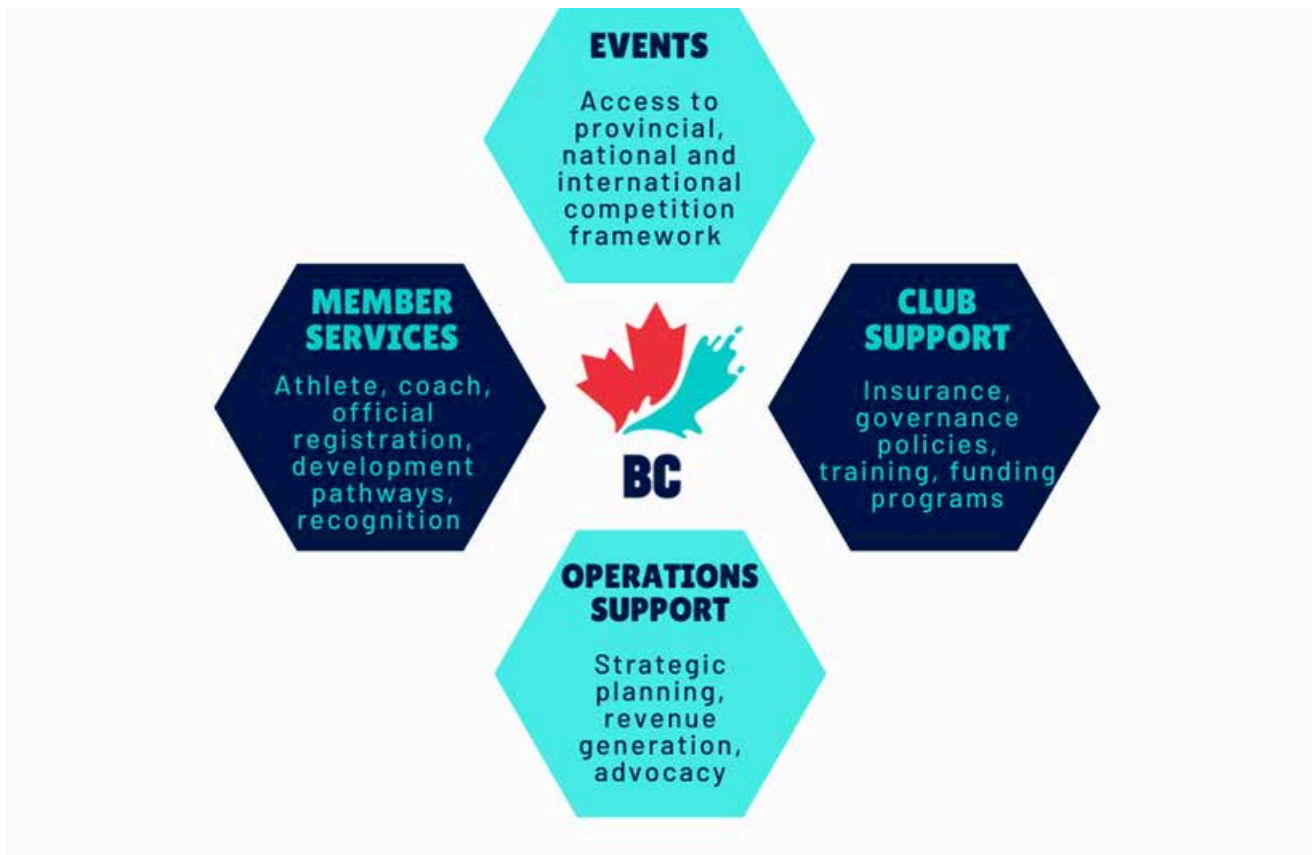 EVENTS
Access to
provincial,
national and
international
competition
framework
MEMBER
SERVICES
Athlete, coach,
official
registration,
development
pathways,
recognition
BC
CLUB
SUPPORT
Insurance,
governance
policies,
training, funding
programs
OPERATIONS
SUPPORT
Strategic
planning,
revenue
generation,
advocacy